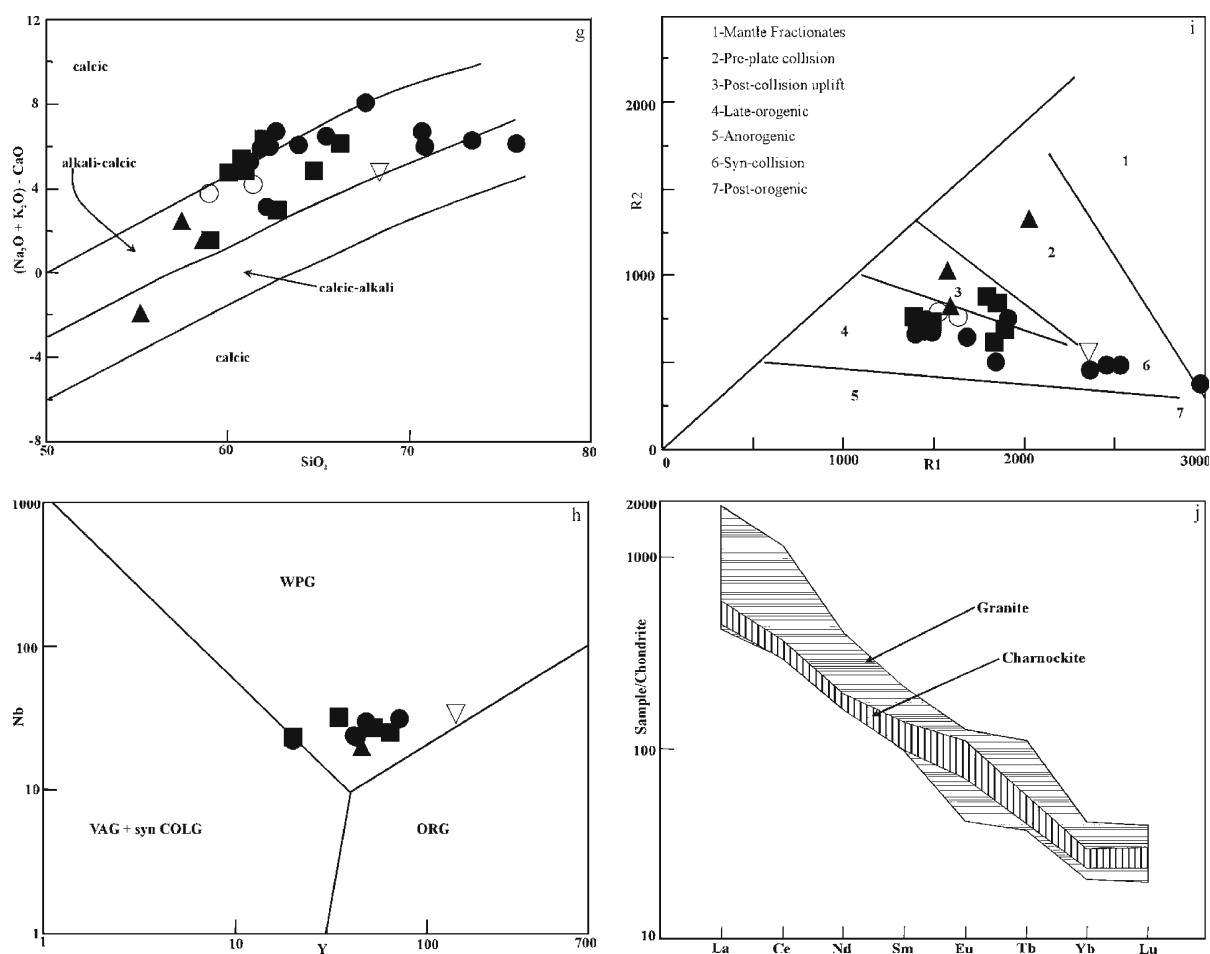 g
12
8
4
0
-4
-8
(Na₂O + K₂O) - CaO
calcic
alkali-calcic
calcic-alkali
calcic
50
60
70
80
SiO₂
i
1-Mantle Fractionates
2-Pre-plate collision
3-Post-collision uplift
4-Late-orogenic
5-Anorogenic
6-Syn-collision
7-Post-orogenic
2000
1000
0
R2
1
2
3
4
5
6
7
0
1000
2000
3000
R1
h
1000
100
10
1
Nb
WPG
VAG + syn COLG
ORG
1
10
Y
100
700
j
2000
1000
100
10
Sample/Chondrite
Granite
Charnockite
La
Ce
Nd
Sm
Eu
Tb
Yb
Lu